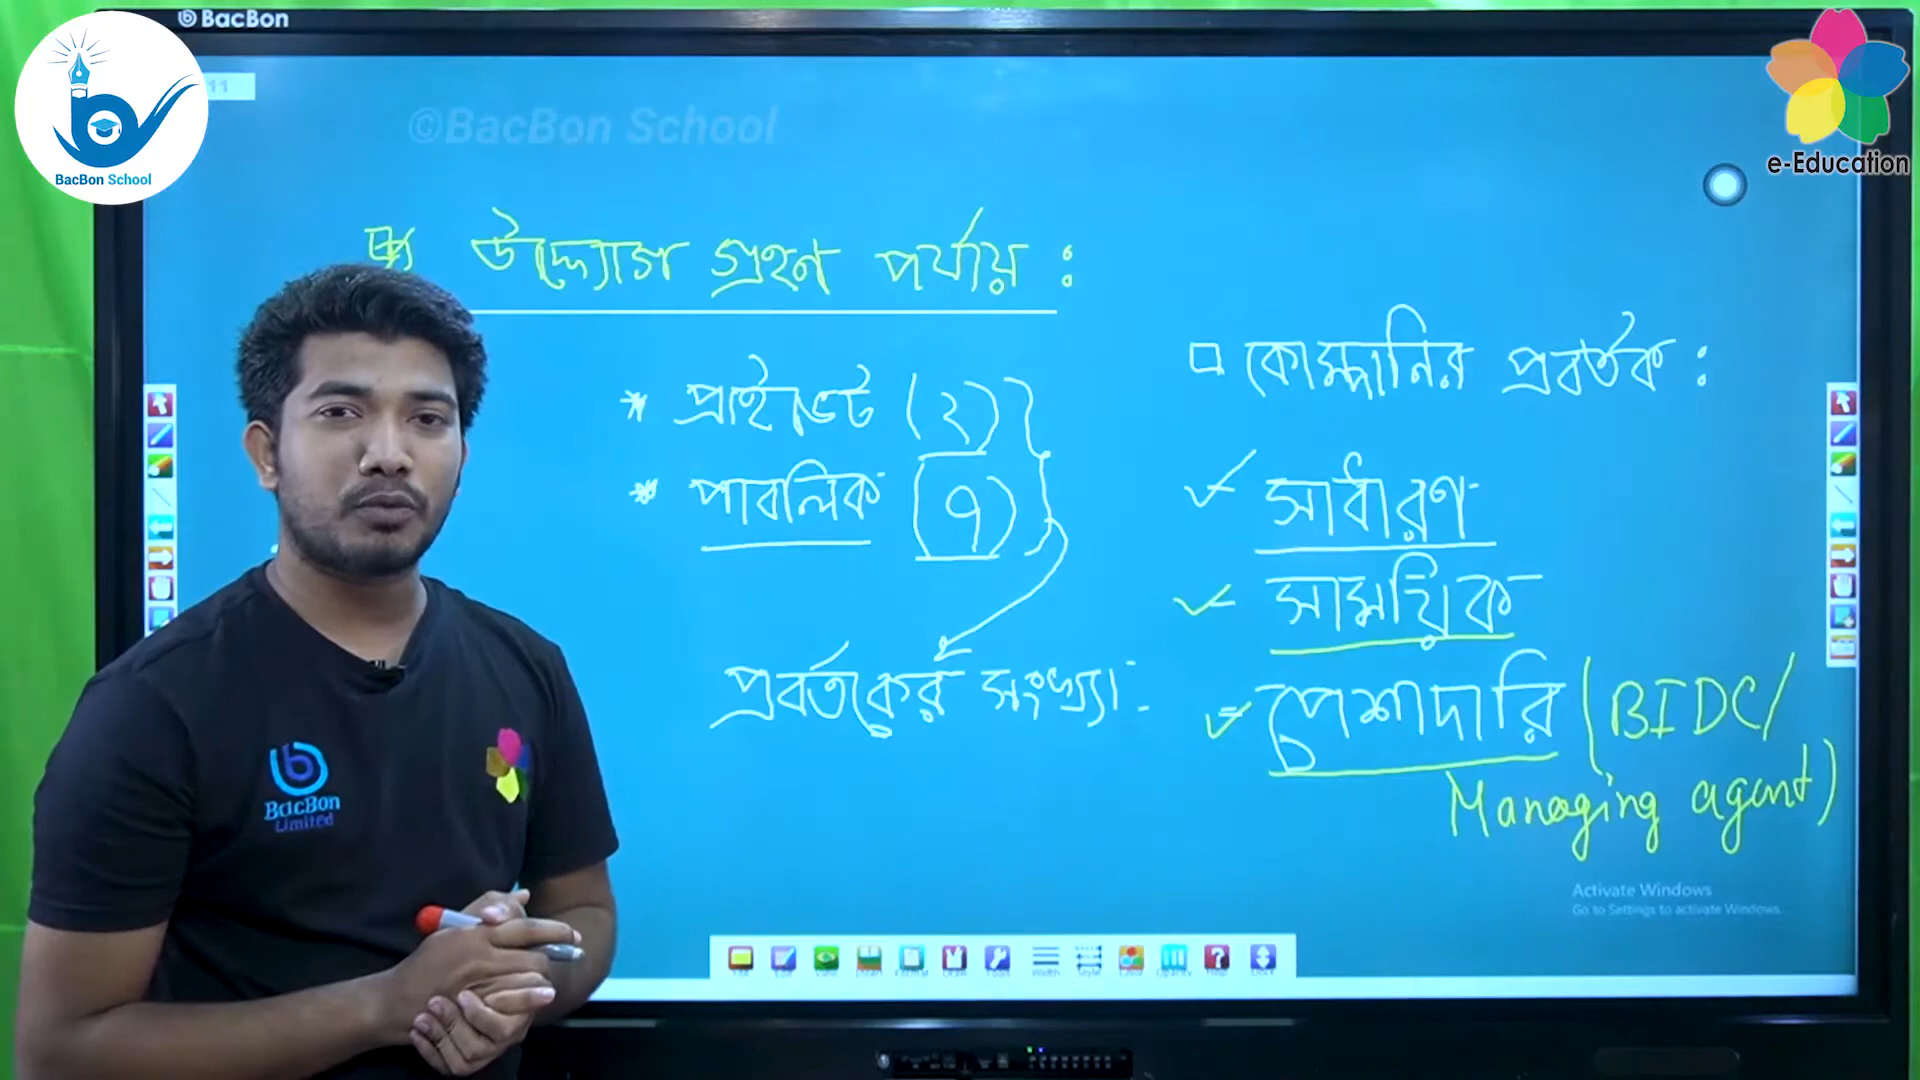 BacBon
BacBon School
11
©BacBon School
e-Education
উদ্দ্যোগ গ্রহণ পর্যায় :
* প্রাইভেট (২)}
* পাবলিক (৭)}
প্রবর্তকের সংখ্যা:
□ কোম্পানির প্রবর্তক :
✓ সাধারণ
✓ সাময়িক
✓ পেশাদারি (BIDC/
Managing agent)
BacBon
Limited
Activate Windows
Go to Settings to activate Windows.